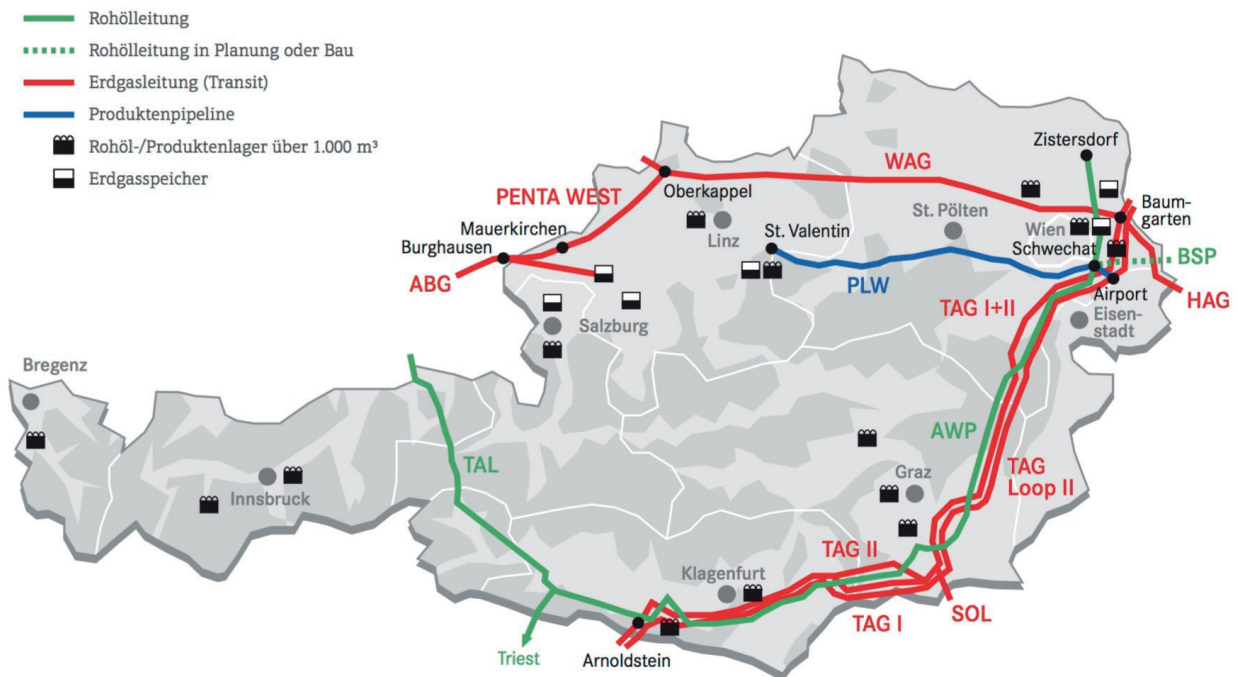 Rohölleitung
Rohölleitung in Planung oder Bau
Erdgasleitung (Transit)
Produktenpipeline
Rohöl-/Produktenlager über 1.000 m³
Erdgasspeicher
Zistersdorf
WAG
PENTA WEST
Oberkappel
Baum-
garten
Mauerkirchen
Burghausen
Linz
St. Valentin
St. Pölten
Wien
Schwechat
BSP
ABG
PLW
Airport
HAG
TAG I+II
Eisen-
stadt
Salzburg
Bregenz
AWP
TAL
Graz
TAG
Loop II
Innsbruck
TAG II
Klagenfurt
SOL
TAG I
Triest
Arnoldstein